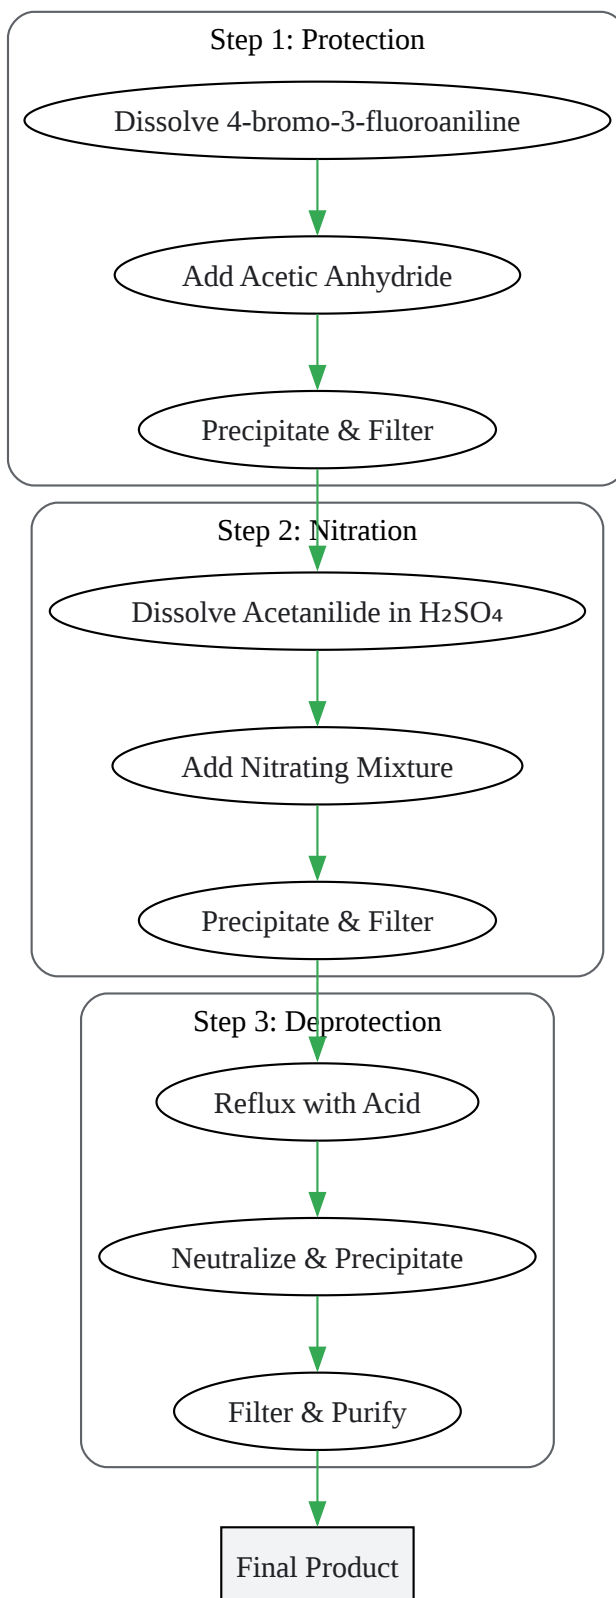 Step 1: Protection
Dissolve 4-bromo-3-fluoroaniline
Add Acetic Anhydride
Precipitate & Filter
Step 2: Nitration
Dissolve Acetanilide in H₂SO₄
Add Nitrating Mixture
Precipitate & Filter
Step 3: Deprotection
Reflux with Acid
Neutralize & Precipitate
Filter & Purify
Final Product